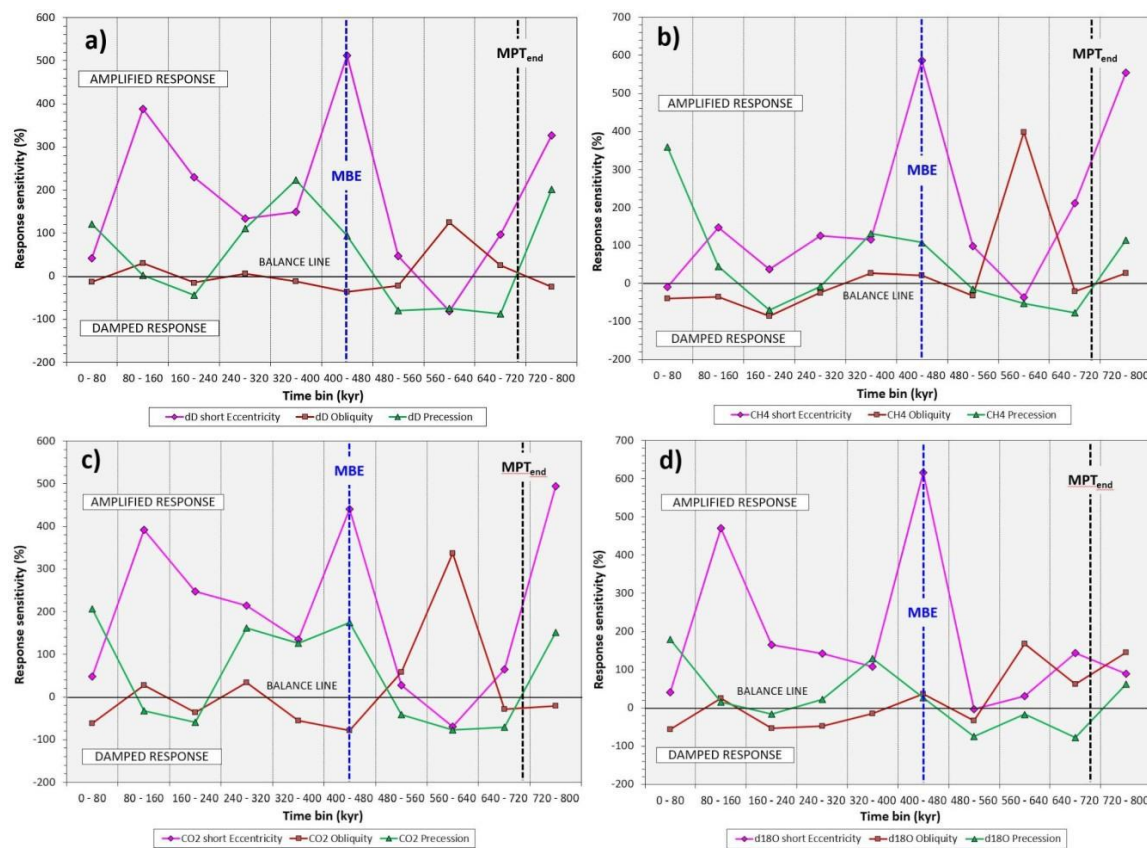 a)
600
500
400
300
200
100
0
-100
-200
Response sensitivity (%)
AMPLIFIED RESPONSE
MPTend
MBE
BALANCE LINE
DAMPED RESPONSE
0 - 80 80 - 160 160 - 240 240 - 320 320 - 400 400 - 480 480 - 560 560 - 640 640 - 720 720 - 800
Time bin (kyr)
dD short Eccentricity dD Obliquity dD Precession
b)
700
600
500
400
300
200
100
0
-100
-200
Response sensitivity (%)
AMPLIFIED RESPONSE
MPTend
MBE
BALANCE LINE
DAMPED RESPONSE
0 - 80 80 - 160 160 - 240 240 - 320 320 - 400 400 - 480 480 - 560 560 - 640 640 - 720 720 - 800
Time bin (kyr)
CH4 short Eccentricity CH4 Obliquity CH4 Precession
c)
600
500
400
300
200
100
0
-100
-200
Response sensitivity (%)
MBE
MPTend
AMPLIFIED RESPONSE
BALANCE LINE
DAMPED RESPONSE
0 - 80 80 - 160 160 - 240 240 - 320 320 - 400 400 - 480 480 - 560 560 - 640 640 - 720 720 - 800
Time bin (kyr)
CO2 short Eccentricity CO2 Obliquity CO2 Precession
d)
700
600
500
400
300
200
100
0
-100
-200
Response sensitivity (%)
MPTend
AMPLIFIED RESPONSE
MBE
BALANCE LINE
DAMPED RESPONSE
0 - 80 80 - 160 160 - 240 240 - 320 320 - 400 400 - 480 480 - 560 560 - 640 640 - 720 720 - 800
Time bin (kyr)
d18O short Eccentricity d18O Obliquity d18O Precession